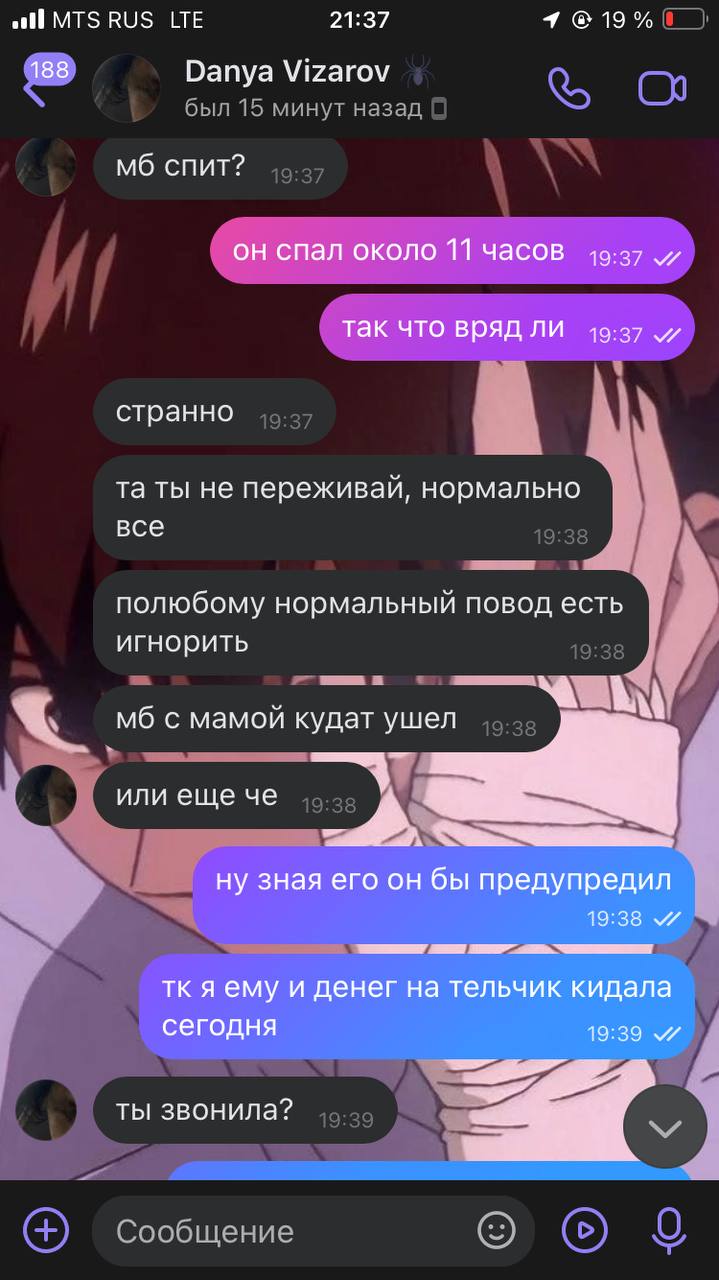 MTS RUS LTE 21:37 19 %
188
Danya Vizarov
был 15 минут назад
мб спит? 19:37
он спал около 11 часов 19:37
так что вряд ли 19:37
странно 19:37
та ты не переживай, нормально
все 19:38
полюбому нормальный повод есть
игнорить 19:38
мб с мамой кудат ушел 19:38
или еще че 19:38
ну зная его он бы предупредил
19:38
тк я ему и денег на тельчик кидала
сегодня 19:39
ты звонила? 19:39
Сообщение